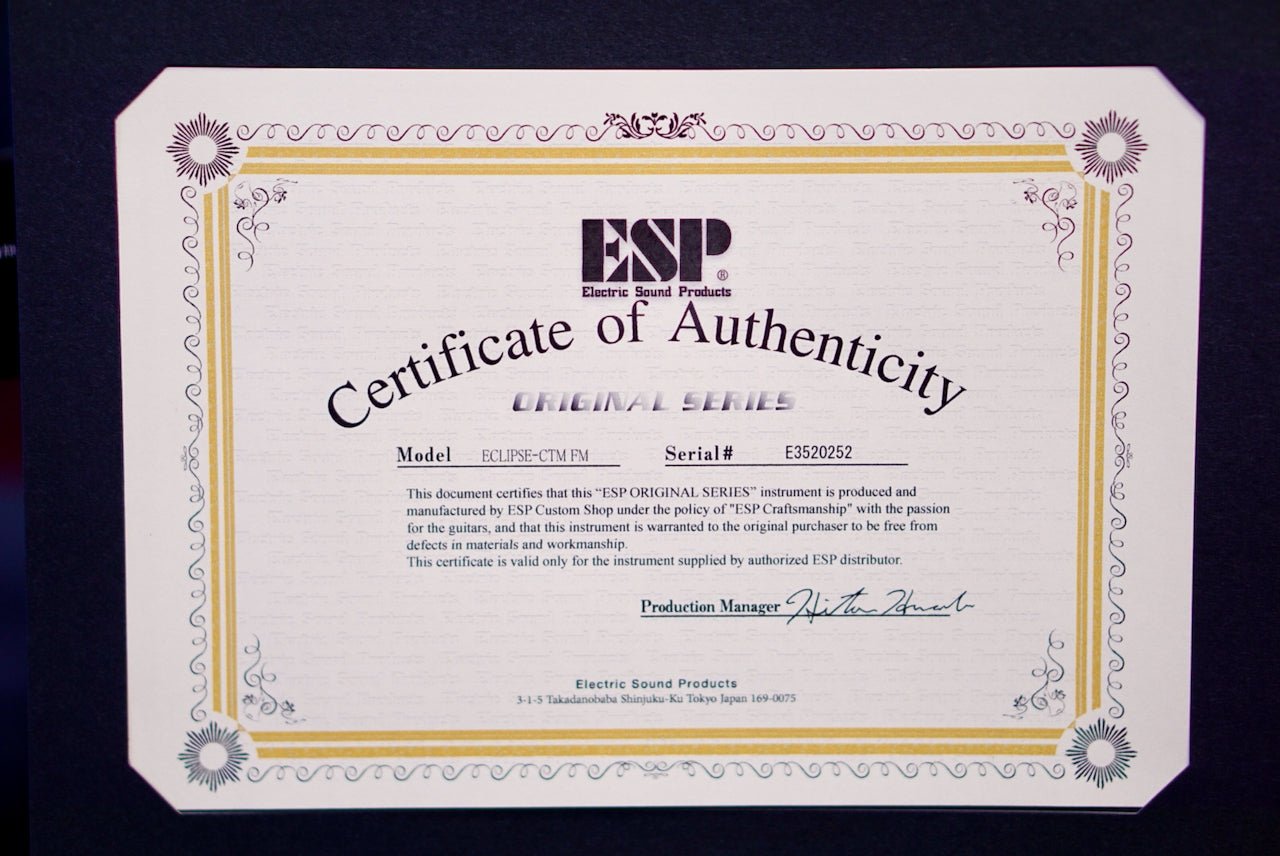 ESP®
Electric Sound Products
Certificate of Authenticity
ORIGINAL SERIES
Model ECLIPSE-CTM FM Serial# E3520252
This document certifies that this “ESP ORIGINAL SERIES” instrument is produced and
manufactured by ESP Custom Shop under the policy of "ESP Craftsmanship" with the passion
for the guitars, and that this instrument is warranted to the original purchaser to be free from
defects in materials and workmanship.
This certificate is valid only for the instrument supplied by authorized ESP distributor.
Production Manager
Electric Sound Products
3-1-5 Takadanobaba Shinjuku-Ku Tokyo Japan 169-0075